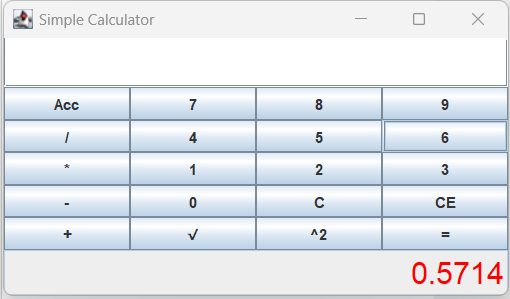 Simple Calculator
Acc 7 8 9
/ 4 5 6
* 1 2 3
- 0 C CE
+ √ ^2 =
0.5714